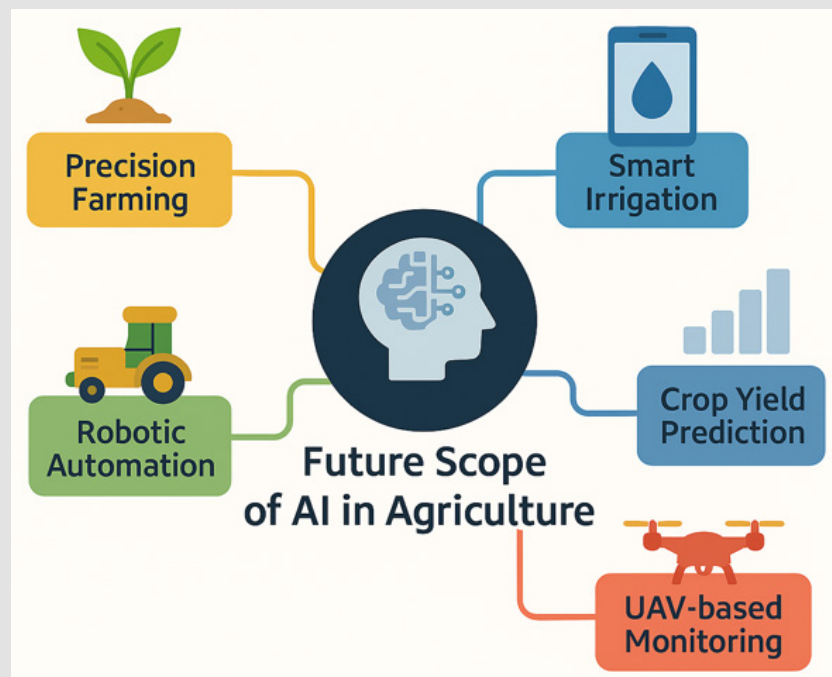 Precision
Farming
Smart
Irrigation
Robotic
Automation
Crop Yield
Prediction
Future Scope
of AI in Agriculture
UAV-based
Monitoring